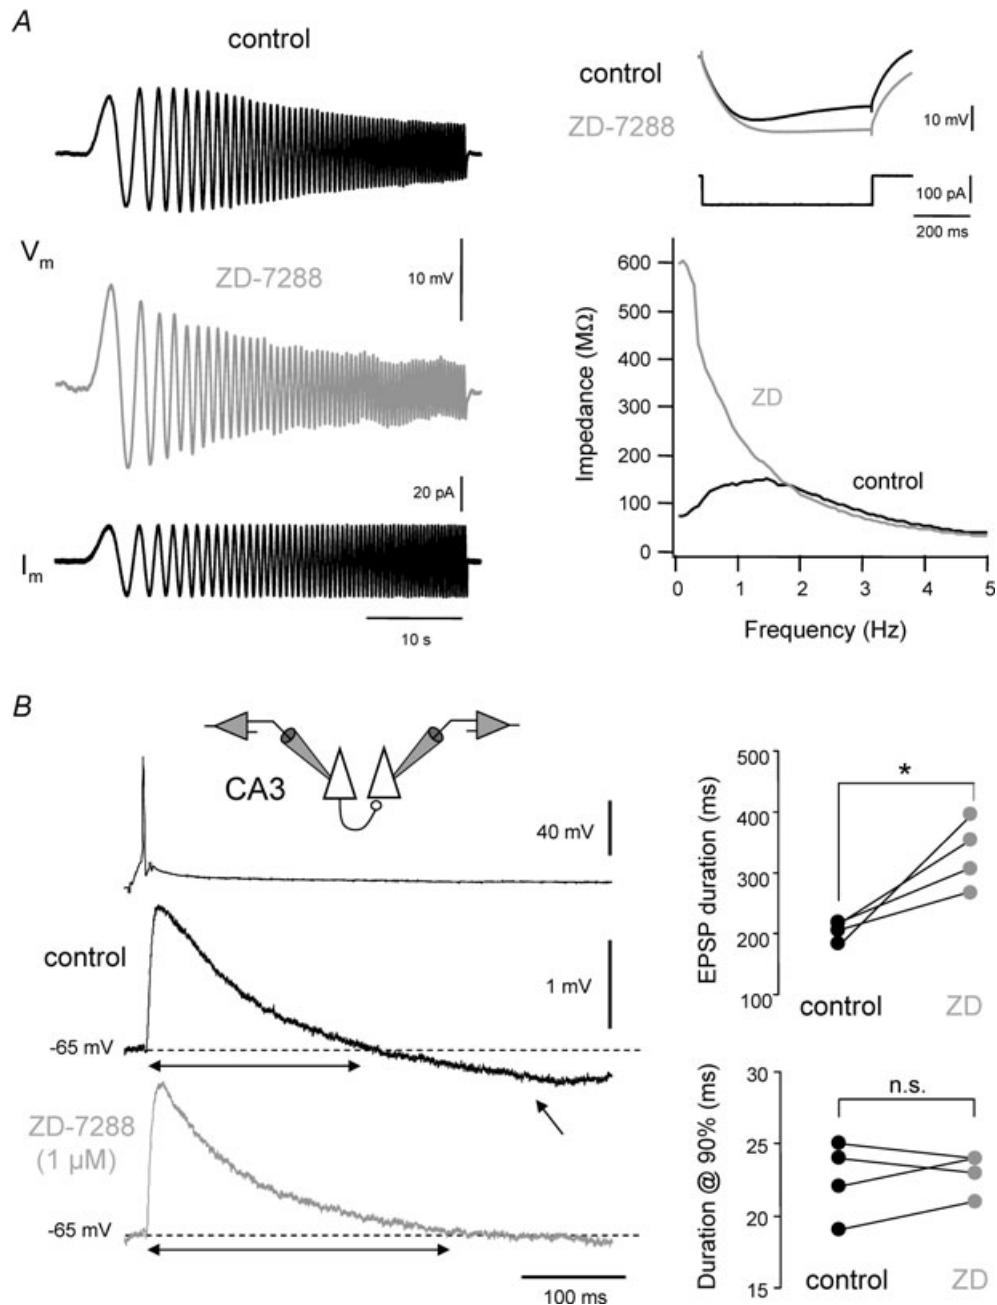 A
control
control
ZD-7288
10 mV
100 pA
200 ms
Vm
ZD-7288
10 mV
20 pA
Im
10 s
Impedance (MΩ)
600
500
400
300
200
100
0
ZD
control
0 1 2 3 4 5
Frequency (Hz)
B
CA3
40 mV
control
1 mV
-65 mV
ZD-7288
(1 µM)
-65 mV
100 ms
EPSP duration (ms)
500
400
300
200
100
*
control ZD
Duration @ 90% (ms)
30
25
20
15
n.s.
control ZD